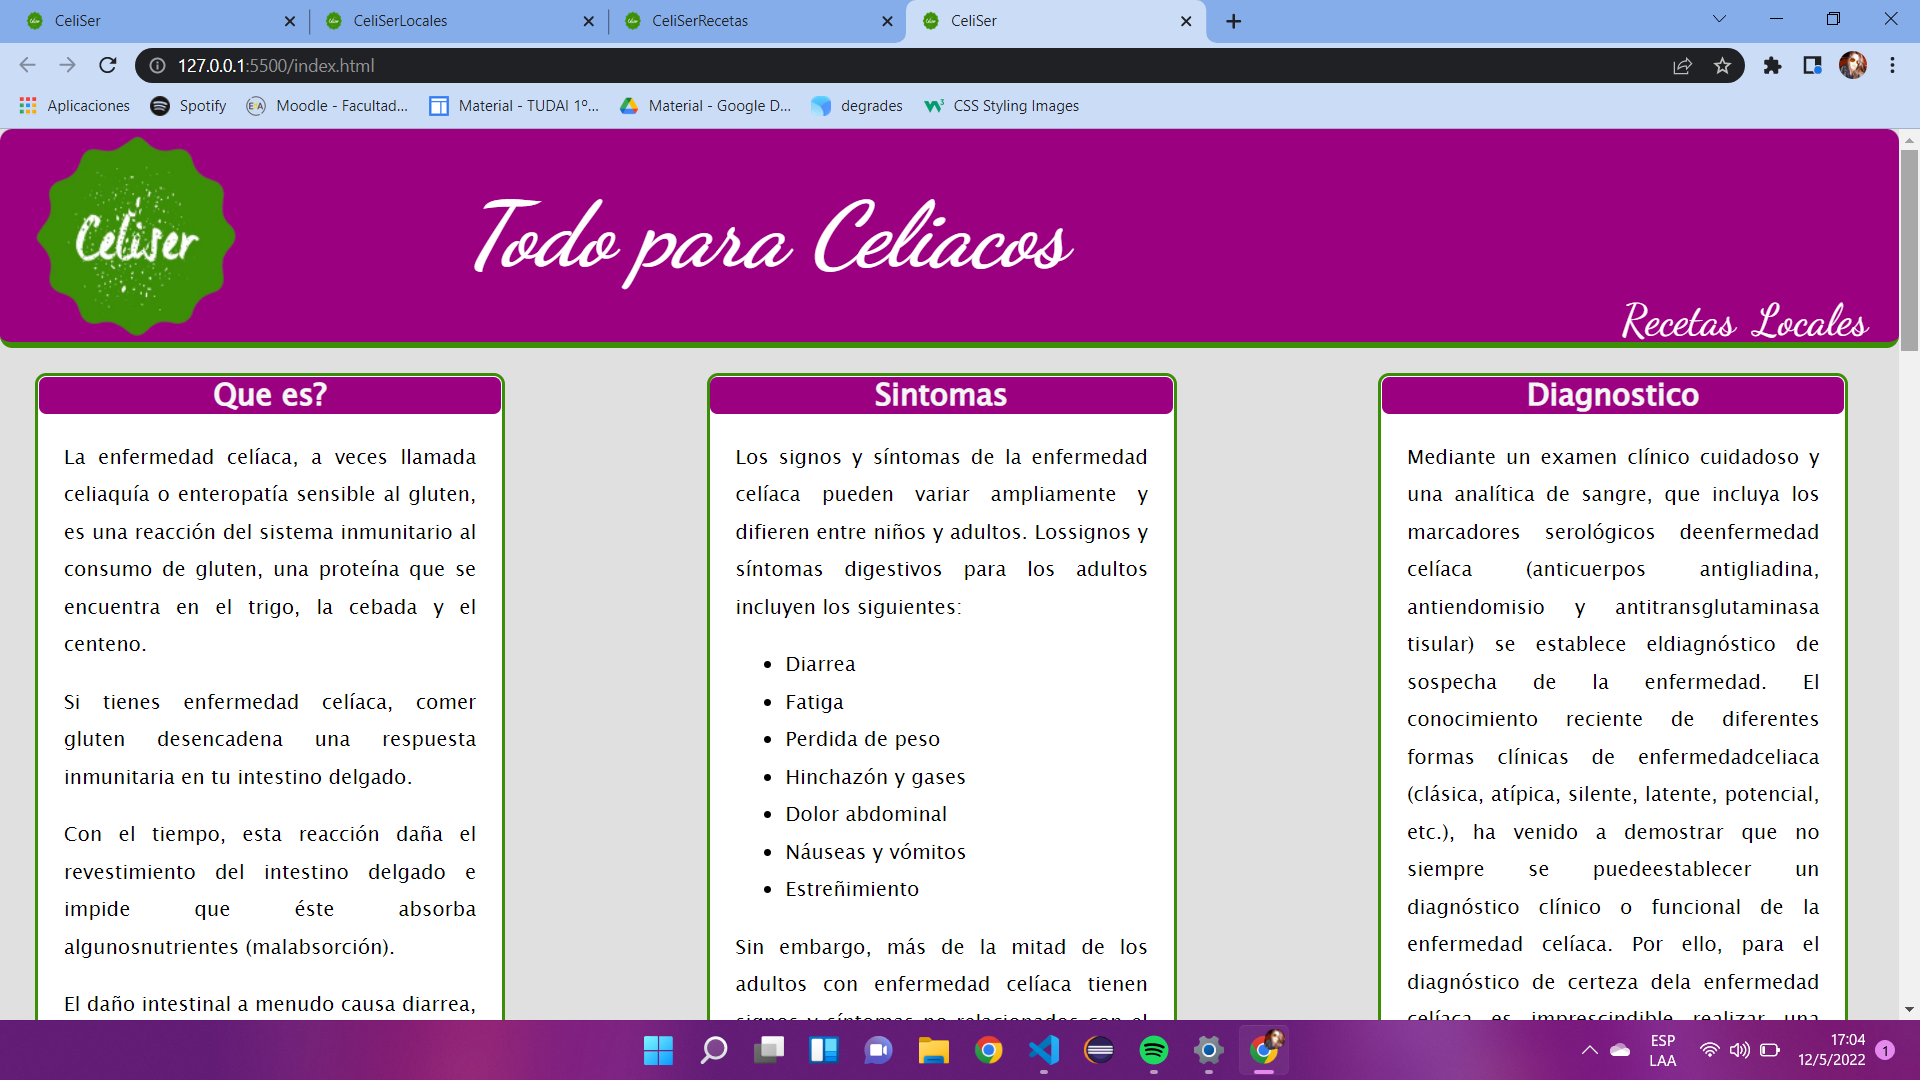 CeliSer
CeliSerLocales
CeliSerRecetas
CeliSer
127.0.0.1:5500/index.html
Aplicaciones
Spotify
Moodle - Facultad...
Material - TUDAI 1º...
Material - Google D...
degrades
CSS Styling Images
Celiser
Todo para Celiacos
Recetas Locales
Que es?
La enfermedad celíaca, a veces llamada
celiaquía o enteropatía sensible al gluten,
es una reacción del sistema inmunitario al
consumo de gluten, una proteína que se
encuentra en el trigo, la cebada y el
centeno.
Si tienes enfermedad celíaca, comer
gluten desencadena una respuesta
inmunitaria en tu intestino delgado.
Con el tiempo, esta reacción daña el
revestimiento del intestino delgado e
impide que éste absorba
algunosnutrientes (malabsorción).
El daño intestinal a menudo causa diarrea,
Sintomas
Los signos y síntomas de la enfermedad
celíaca pueden variar ampliamente y
difieren entre niños y adultos. Lossignos y
síntomas digestivos para los adultos
incluyen los siguientes:
• Diarrea
• Fatiga
• Perdida de peso
• Hinchazón y gases
• Dolor abdominal
• Náuseas y vómitos
• Estreñimiento
Sin embargo, más de la mitad de los
adultos con enfermedad celíaca tienen
signos y síntomas no relacionados con el
Diagnostico
Mediante un examen clínico cuidadoso y
una analítica de sangre, que incluya los
marcadores serológicos deenfermedad
celíaca (anticuerpos antigliadina,
antiendomisio y antitransglutaminasa
tisular) se establece eldiagnóstico de
sospecha de la enfermedad. El
conocimiento reciente de diferentes
formas clínicas de enfermedadceliaca
(clásica, atípica, silente, latente, potencial,
etc.), ha venido a demostrar que no
siempre se puedeestablecer un
diagnóstico clínico o funcional de la
enfermedad celíaca. Por ello, para el
diagnóstico de certeza dela enfermedad
celíaca es imprescindible realizar una
ESP
LAA
17:04
12/5/2022
1